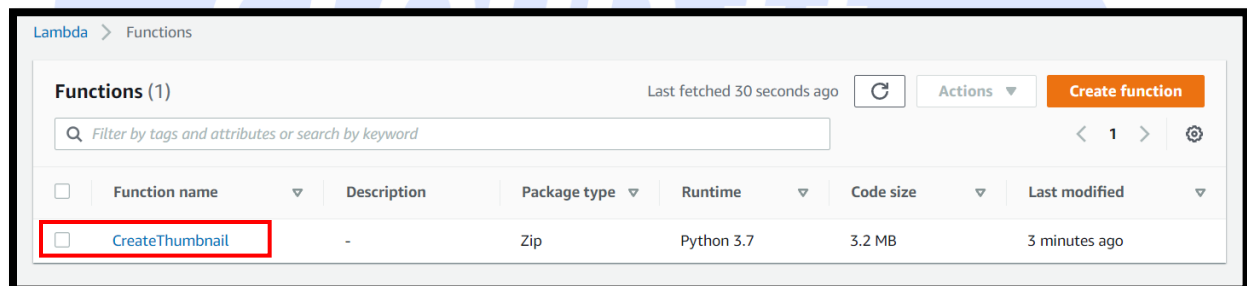 Lambda > Functions
Functions (1) Last fetched 30 seconds ago Actions Create function
Filter by tags and attributes or search by keyword < 1 >
Function name Description Package type Runtime Code size Last modified
CreateThumbnail - Zip Python 3.7 3.2 MB 3 minutes ago